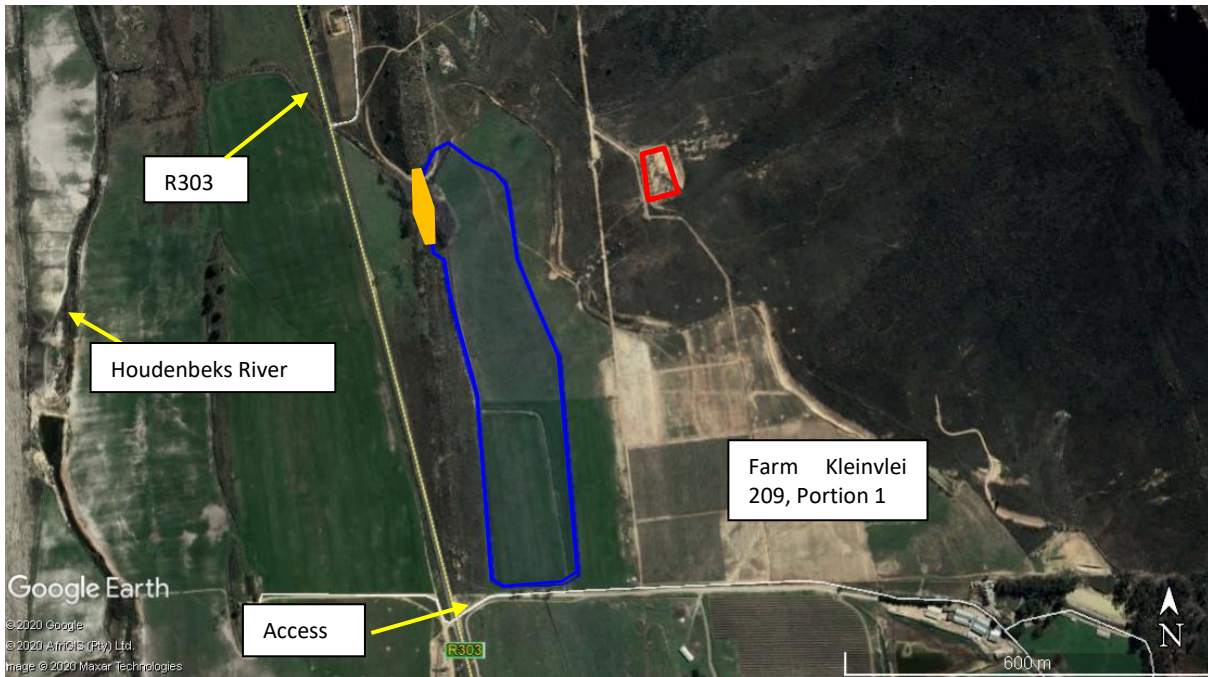 R303
Houdenbeks River
Farm Kleinvlei
209, Portion 1
Google Earth
©2020 Google
©2020 AfriGIS (Pty) Ltd.
Image © 2020 Maxar Technologies
Access
R303
600 m
N